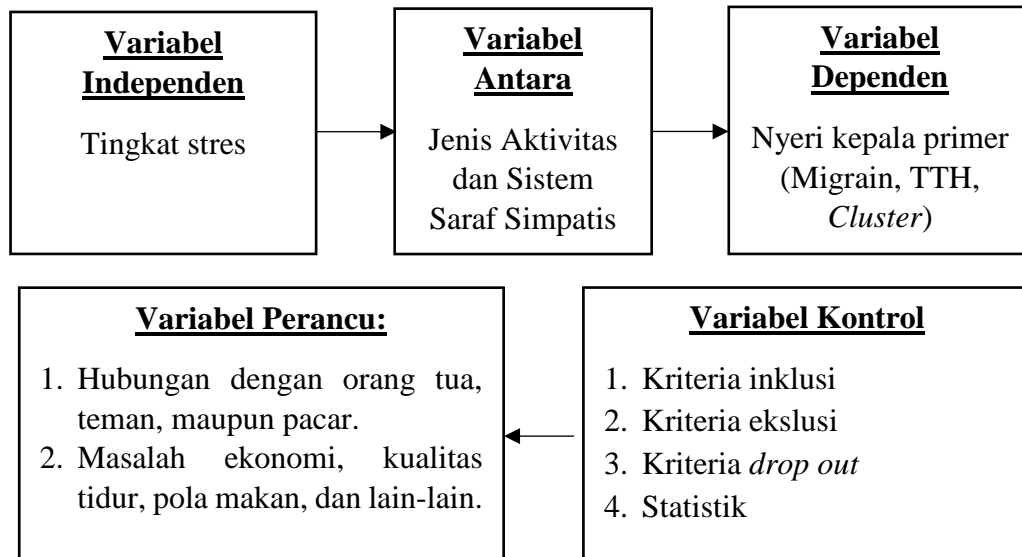 Variabel
Independen
Tingkat stres
Variabel
Antara
Jenis Aktivitas
dan Sistem
Saraf Simpatis
Variabel
Dependen
Nyeri kepala primer
(Migrain, TTH,
Cluster)
Variabel Perancu:
1. Hubungan dengan orang tua,
teman, maupun pacar.
2. Masalah ekonomi, kualitas
tidur, pola makan, dan lain-lain.
Variabel Kontrol
1. Kriteria inklusi
2. Kriteria ekslusi
3. Kriteria drop out
4. Statistik